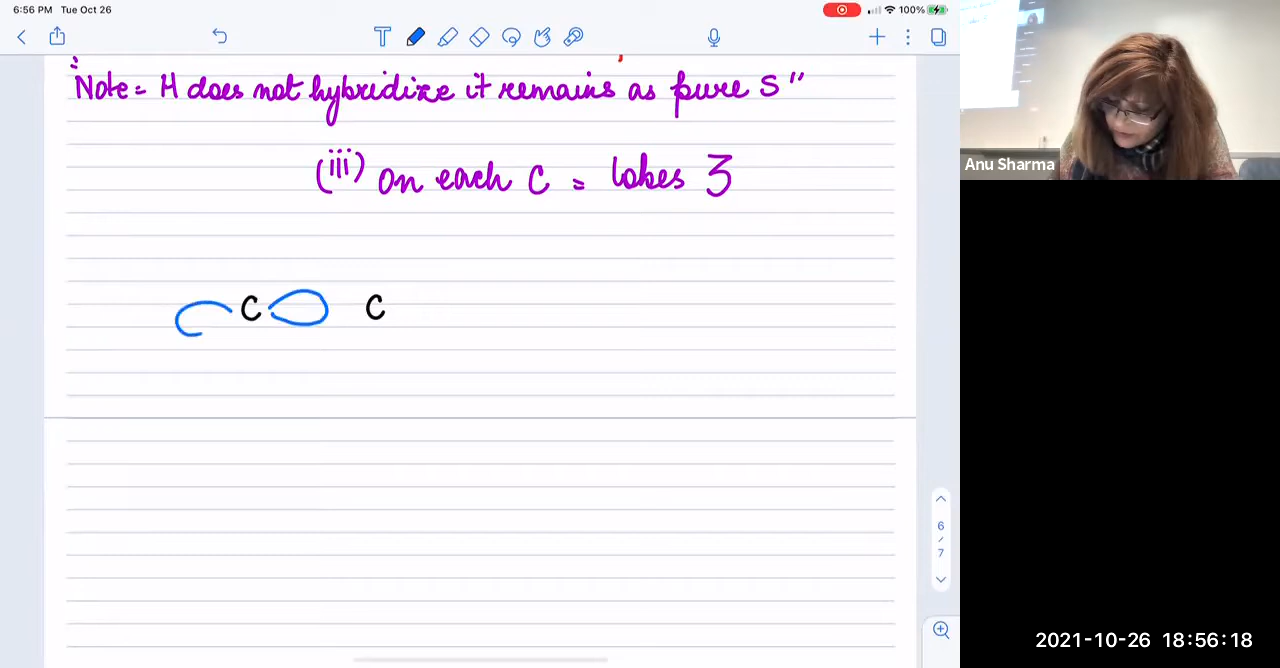 6:56 PM Tue Oct 26
100%
Note = H does not hybridize it remains as pure S"
(iii) on each C = lobes 3
C C
6
7
Anu Sharma
2021-10-26 18:56:18